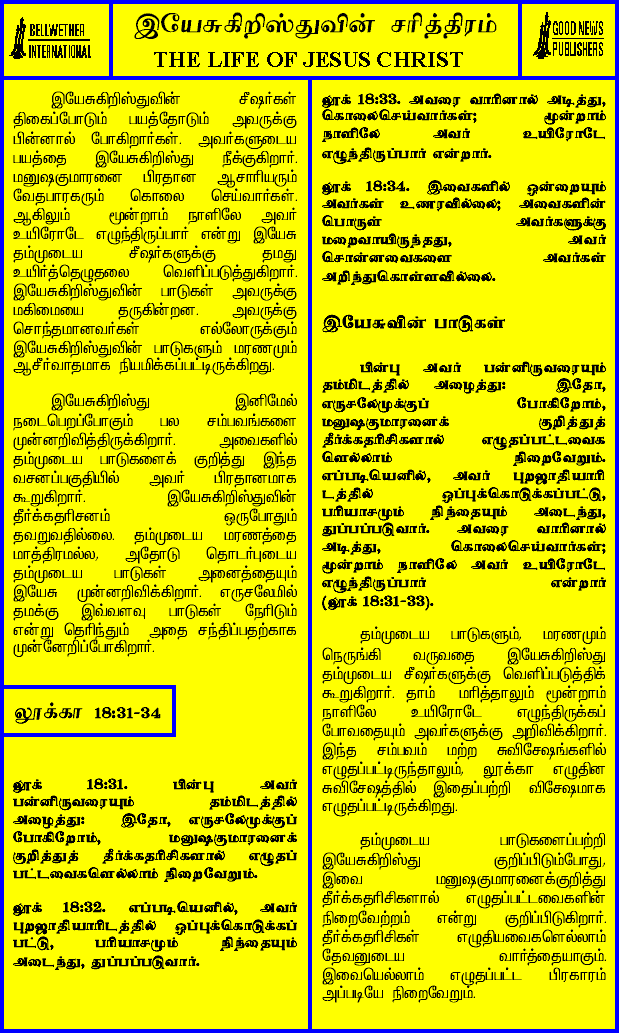 BELLWETHER
INTERNATIONAL
இயேசுகிறிஸ்துவின் சரித்திரம்
THE LIFE OF JESUS CHRIST
GOOD NEWS
PUBLISHERS
இயேசுகிறிஸ்துவின் சீஷர்கள்
திகைப்போடும் பயத்தோடும் அவருக்கு
பின்னால் போகிறார்கள். அவர்களுடைய
பயத்தை இயேசுகிறிஸ்து நீக்குகிறார்.
மனுஷகுமாரனை பிரதான ஆசாரியரும்
வேதபாரகரும் கொலை செய்வார்கள்.
ஆகிலும் மூன்றாம் நாளிலே அவர்
உயிரோடே எழுந்திருப்பார் என்று இயேசு
தம்முடைய சீஷர்களுக்கு தமது
உயிர்த்தெழுதலை வெளிப்படுத்துகிறார்.
இயேசுகிறிஸ்துவின் பாடுகள் அவருக்கு
மகிமையை தருகின்றன. அவருக்கு
சொந்தமானவர்கள் எல்லோருக்கும்
இயேசுகிறிஸ்துவின் பாடுகளும் மரணமும்
ஆசீர்வாதமாக நியமிக்கப்பட்டிருக்கிறது.
இயேசுகிறிஸ்து இனிமேல்
நடைபெறப்போகும் பல சம்பவங்களை
முன்னறிவித்திருக்கிறார். அவைகளில்
தம்முடைய பாடுகளைக் குறித்து இந்த
வசனப்பகுதியில் அவர் பிரதானமாக
கூறுகிறார். இயேசுகிறிஸ்துவின்
தீர்க்கதரிசனம் ஒருபோதும்
தவறுவதில்லை. தம்முடைய மரணத்தை
மாத்திரமல்ல, அதோடு தொடர்புடைய
தம்முடைய பாடுகள் அனைத்தையும்
இயேசு முன்னறிவிக்கிறார். எருசலேமில்
தமக்கு இவ்வளவு பாடுகள் நேரிடும்
என்று தெரிந்தும் அதை சந்திப்பதற்காக
முன்னேறிப்போகிறார்.
லூக்கா 18:31-34
லூக் 18:31. பின்பு அவர்
பன்னிருவரையும் தம்மிடத்தில்
அழைத்து: இதோ, எருசலேமுக்குப்
போகிறோம், மனுஷகுமாரனைக்
குறித்துத் தீர்க்கதரிசிகளால் எழுதப்
பட்டவைகளெல்லாம் நிறைவேறும்.
லூக் 18:32. எப்படியெனில், அவர்
புறஜாதியாரிடத்தில் ஒப்புக்கொடுக்கப்
பட்டு, பரியாசமும் நிந்தையும்
அடைந்து, துப்பப்படுவார்.
லூக் 18:33. அவரை வாரினால் அடித்து,
கொலைசெய்வார்கள்; மூன்றாம்
நாளிலே அவர் உயிரோடே
எழுந்திருப்பார் என்றார்.
லூக் 18:34. இவைகளில் ஒன்றையும்
அவர்கள் உணரவில்லை; அவைகளின்
பொருள் அவர்களுக்கு
மறைவாயிருந்தது, அவர்
சொன்னவைகளை அவர்கள்
அறிந்துகொள்ளவில்லை.
இயேசுவின் பாடுகள்
பின்பு அவர் பன்னிருவரையும்
தம்மிடத்தில் அழைத்து: இதோ,
எருசலேமுக்குப் போகிறோம்,
மனுஷகுமாரனைக் குறித்துத்
தீர்க்கதரிசிகளால் எழுதப்பட்டவைக
ளெல்லாம் நிறைவேறும்.
எப்படியெனில், அவர் புறஜாதியாரி
டத்தில் ஒப்புக்கொடுக்கப்பட்டு,
பரியாசமும் நிந்தையும் அடைந்து,
துப்பப்படுவார். அவரை வாரினால்
அடித்து, கொலைசெய்வார்கள்;
மூன்றாம் நாளிலே அவர் உயிரோடே
எழுந்திருப்பார் என்றார்
(லூக் 18:31-33).
தம்முடைய பாடுகளும், மரணமும்
நெருங்கி வருவதை இயேசுகிறிஸ்து
தம்முடைய சீஷர்களுக்கு வெளிப்படுத்திக்
கூறுகிறார். தாம் மரித்தாலும் மூன்றாம்
நாளிலே உயிரோடே எழுந்திருக்கப்
போவதையும் அவர்களுக்கு அறிவிக்கிறார்.
இந்த சம்பவம் மற்ற சுவிசேஷங்களில்
எழுதப்பட்டிருந்தாலும், லூக்கா எழுதின
சுவிசேஷத்தில் இதைப்பற்றி விசேஷமாக
எழுதப்பட்டிருக்கிறது.
தம்முடைய பாடுகளைப்பற்றி
இயேசுகிறிஸ்து குறிப்பிடும்போது,
இவை மனுஷகுமாரனைக்குறித்து
தீர்க்கதரிசிகளால் எழுதப்பட்டவைகளின்
நிறைவேற்றம் என்று குறிப்பிடுகிறார்.
தீர்க்கதரிசிகள் எழுதியவைகளெல்லாம்
தேவனுடைய வார்த்தையாகும்.
இவையெல்லாம் எழுதப்பட்ட பிரகாரம்
அப்படியே நிறைவேறும்.